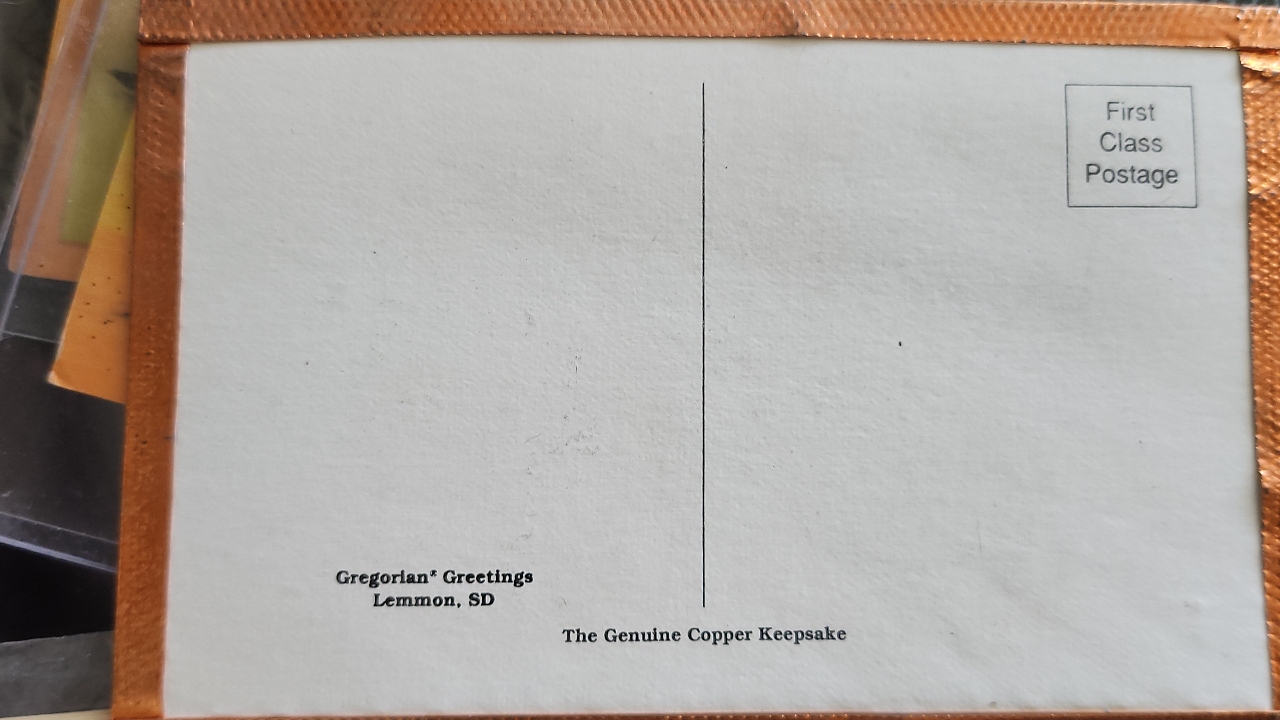 First
Class
Postage
Gregorian® Greetings
Lemmon, SD
The Genuine Copper Keepsake